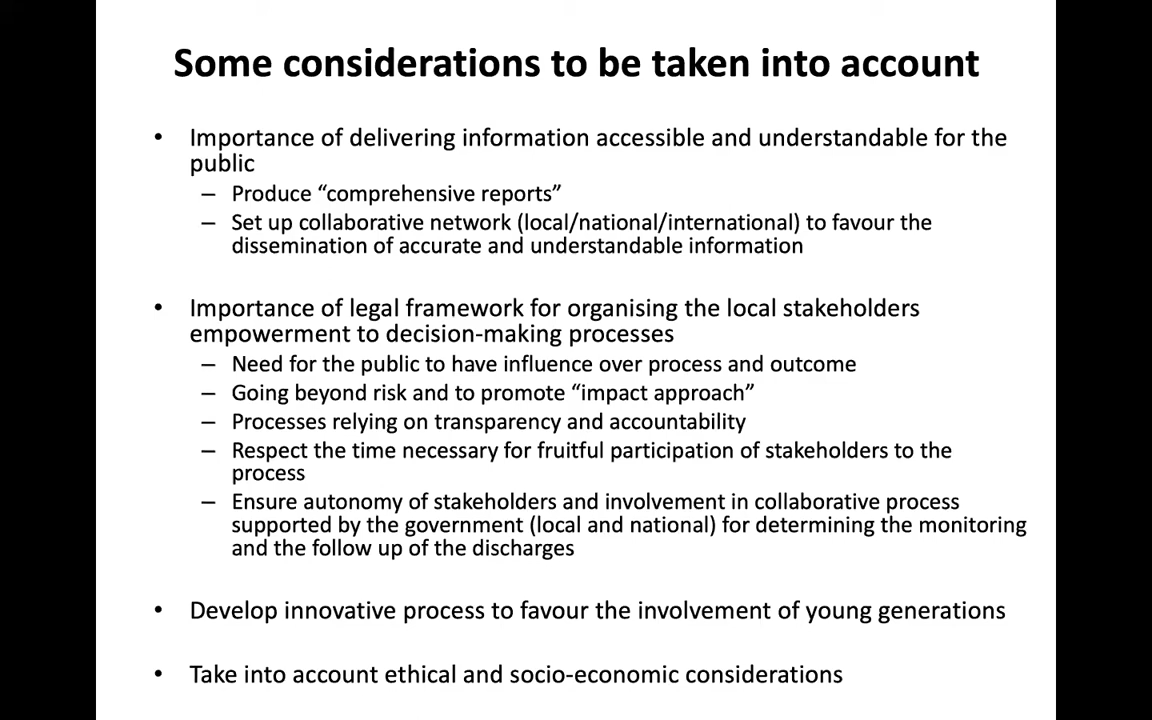 Some considerations to be taken into account
• Importance of delivering information accessible and understandable for the
public
– Produce “comprehensive reports”
– Set up collaborative network (local/national/international) to favour the
dissemination of accurate and understandable information
• Importance of legal framework for organising the local stakeholders
empowerment to decision-making processes
– Need for the public to have influence over process and outcome
– Going beyond risk and to promote “impact approach”
– Processes relying on transparency and accountability
– Respect the time necessary for fruitful participation of stakeholders to the
process
– Ensure autonomy of stakeholders and involvement in collaborative process
supported by the government (local and national) for determining the monitoring
and the follow up of the discharges
• Develop innovative process to favour the involvement of young generations
• Take into account ethical and socio-economic considerations